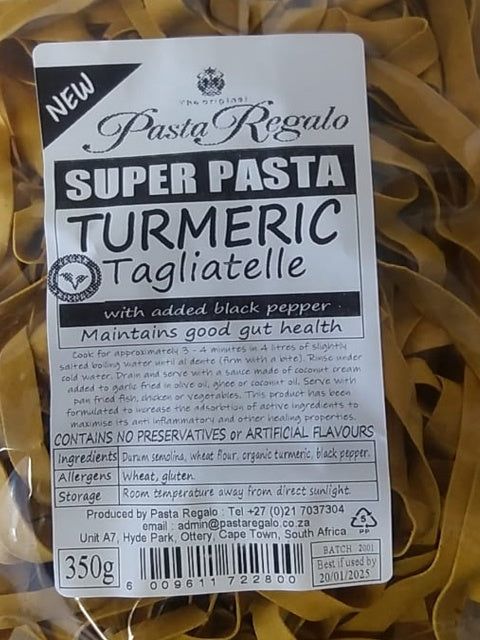 NEW
The original
Pasta Regalo
SUPER PASTA
TURMERIC
Tagliatelle
with added black pepper
Maintains good gut health
Cook for approximately 3 - 4 minutes in 4 litres of slightly
salted boiling water until al dente (firm with a bite). Rinse under
cold water. Drain and serve with a sauce made of coconut cream
added to garlic fried in olive oil, ghee or coconut oil. Serve with
pan fried fish, chicken or vegetables. This product has been
formulated to increase the adsorption of active ingredients to
maximise its anti inflammatory and other healing properties.
CONTAINS NO PRESERVATIVES or ARTIFICIAL FLAVOURS
Ingredients Durum semolina, wheat flour, organic turmeric, black pepper.
Allergens Wheat, gluten.
Storage Room temperature away from direct sunlight.
Produced by Pasta Regalo : Tel +27 (0)21 7037304
email : admin@pastaregalo.co.za
Unit A7, Hyde Park, Ottery, Cape Town, South Africa
5
PP
350g
6 009611 722800
BATCH 2001
Best if used by
20/01/2025